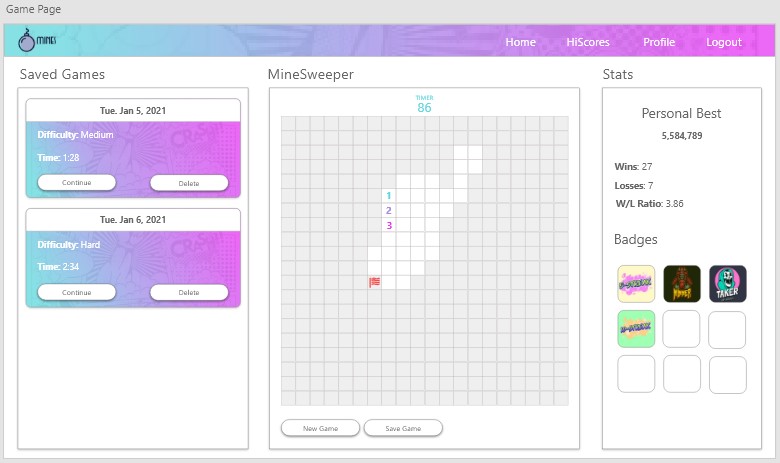 Game Page
MINES
Home
HiScores
Profile
Logout
Saved Games
Tue. Jan 5, 2021
Difficulty: Medium
Time: 1:28
Continue
Delete
Tue. Jan 6, 2021
Difficulty: Hard
Time: 2:34
Continue
Delete
MineSweeper
TIMER
86
1
2
3
New Game
Save Game
Stats
Personal Best
5,584,789
Wins: 27
Losses: 7
W/L Ratio: 3.86
Badges
TAKER